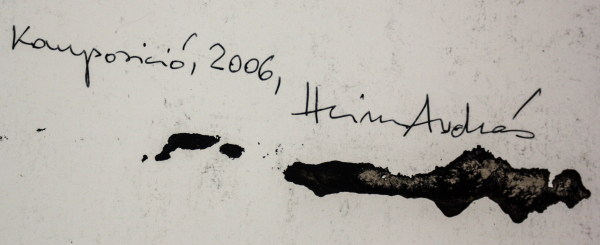 Kompozíció, 2006,
Heim András